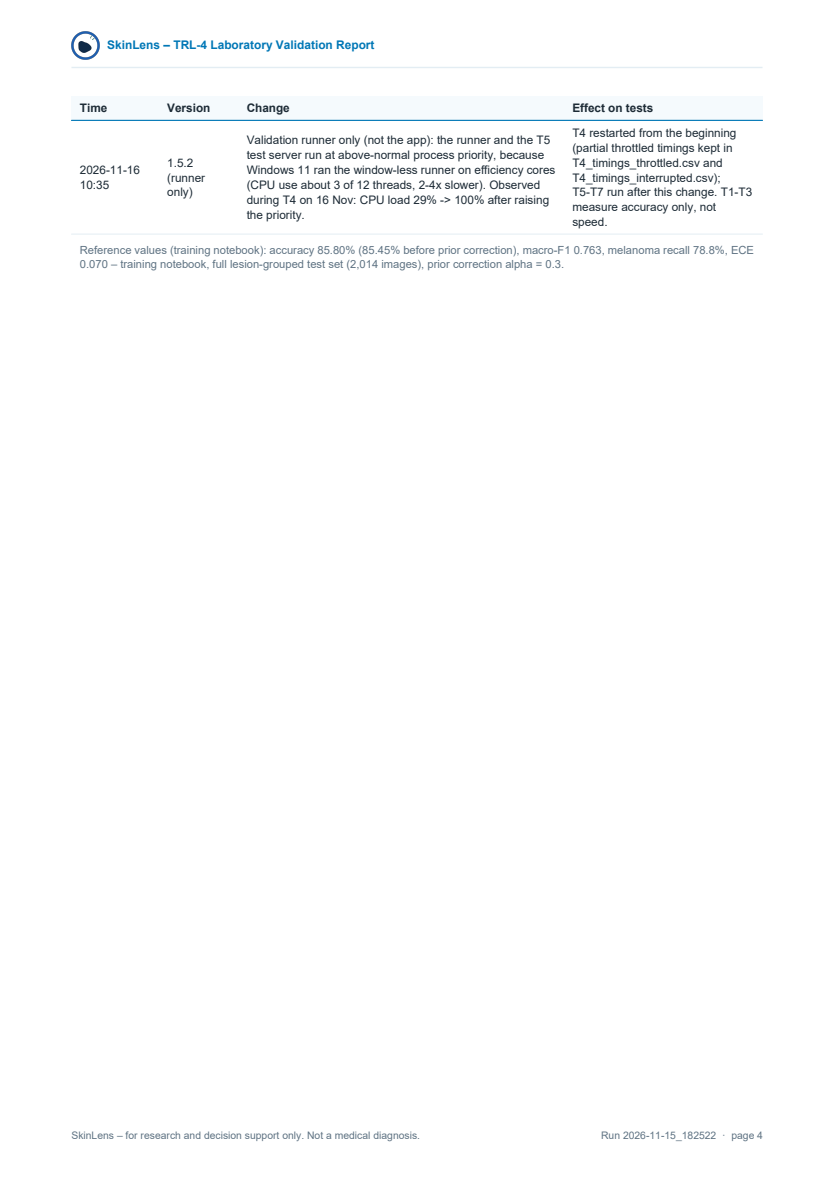 SkinLens – TRL-4 Laboratory Validation Report
Time Version Change Effect on tests
2026-11-16
10:35
1.5.2
(runner
only)
Validation runner only (not the app): the runner and the T5
test server run at above-normal process priority, because
Windows 11 ran the window-less runner on efficiency cores
(CPU use about 3 of 12 threads, 2-4x slower). Observed
during T4 on 16 Nov: CPU load 29% -> 100% after raising
the priority.
T4 restarted from the beginning
(partial throttled timings kept in
T4_timings_throttled.csv and
T4_timings_interrupted.csv);
T5-T7 run after this change. T1-T3
measure accuracy only, not
speed.
Reference values (training notebook): accuracy 85.80% (85.45% before prior correction), macro-F1 0.763, melanoma recall 78.8%, ECE
0.070 – training notebook, full lesion-grouped test set (2,014 images), prior correction alpha = 0.3.
SkinLens – for research and decision support only. Not a medical diagnosis.
Run 2026-11-15_182522 · page 4